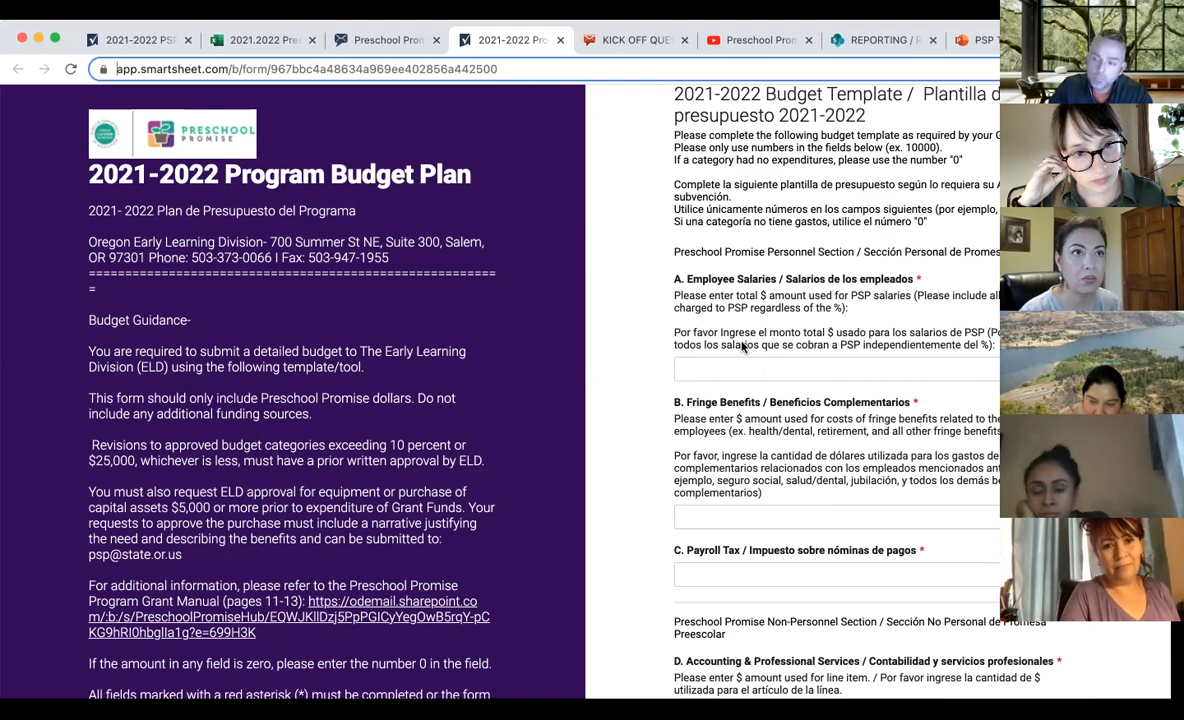 2021-2022 PSP
2021.2022 Pre
Preschool Pron
2021-2022 Pro
KICK OFF QUE
Preschool Prom
REPORTING / R
PSP T
app.smartsheet.com/b/form/967bbc4a48634a969ee402856a442500
PRESCHOOL
PROMISE
2021-2022 Program Budget Plan
2021- 2022 Plan de Presupuesto del Programa
Oregon Early Learning Division- 700 Summer St NE, Suite 300, Salem,
OR 97301 Phone: 503-373-0066 I Fax: 503-947-1955
====================================================
=
Budget Guidance-
You are required to submit a detailed budget to The Early Learning
Division (ELD) using the following template/tool.
This form should only include Preschool Promise dollars. Do not
include any additional funding sources.
Revisions to approved budget categories exceeding 10 percent or
$25,000, whichever is less, must have a prior written approval by ELD.
You must also request ELD approval for equipment or purchase of
capital assets $5,000 or more prior to expenditure of Grant Funds. Your
requests to approve the purchase must include a narrative justifying
the need and describing the benefits and can be submitted to:
psp@state.or.us
For additional information, please refer to the Preschool Promise
Program Grant Manual (pages 11-13): https://odemail.sharepoint.co
m/:b:/s/PreschoolPromiseHub/EQWJKllDzj5PpPGICyYegOwB5rqY-pC
KG9hRI0hbglIa1g?e=699H3K
If the amount in any field is zero, please enter the number 0 in the field.
All fields marked with a red asterisk (*) must be completed or the form
2021-2022 Budget Template / Plantilla d
presupuesto 2021-2022
Please complete the following budget template as required by your G
Please only use numbers in the fields below (ex. 10000).
If a category had no expenditures, please use the number "0"
Complete la siguiente plantilla de presupuesto según lo requiera su A
subvención.
Utilice únicamente números en los campos siguientes (por ejemplo,
Si una categoría no tiene gastos, utilice el número "0"
Preschool Promise Personnel Section / Sección Personal de Promes
A. Employee Salaries / Salarios de los empleados *
Please enter total $ amount used for PSP salaries (Please include all
charged to PSP regardless of the %):
Por favor Ingrese el monto total $ usado para los salarios de PSP (Po
todos los salarios que se cobran a PSP independientemente del %):
B. Fringe Benefits / Beneficios Complementarios *
Please enter $ amount used for costs of fringe benefits related to the
employees (ex. health/dental, retirement, and all other fringe benefits
Por favor, ingrese la cantidad de dólares utilizada para los gastos de
complementarios relacionados con los empleados mencionados ant
ejemplo, seguro social, salud/dental, jubilación, y todos los demás be
complementarios)
C. Payroll Tax / Impuesto sobre nóminas de pagos *
Preschool Promise Non-Personnel Section / Sección No Personal de Promesa
Preescolar
D. Accounting & Professional Services / Contabilidad y servicios profesionales *
Please enter $ amount used for line item. / Por favor ingrese la cantidad de $
utilizada para el artículo de la línea.